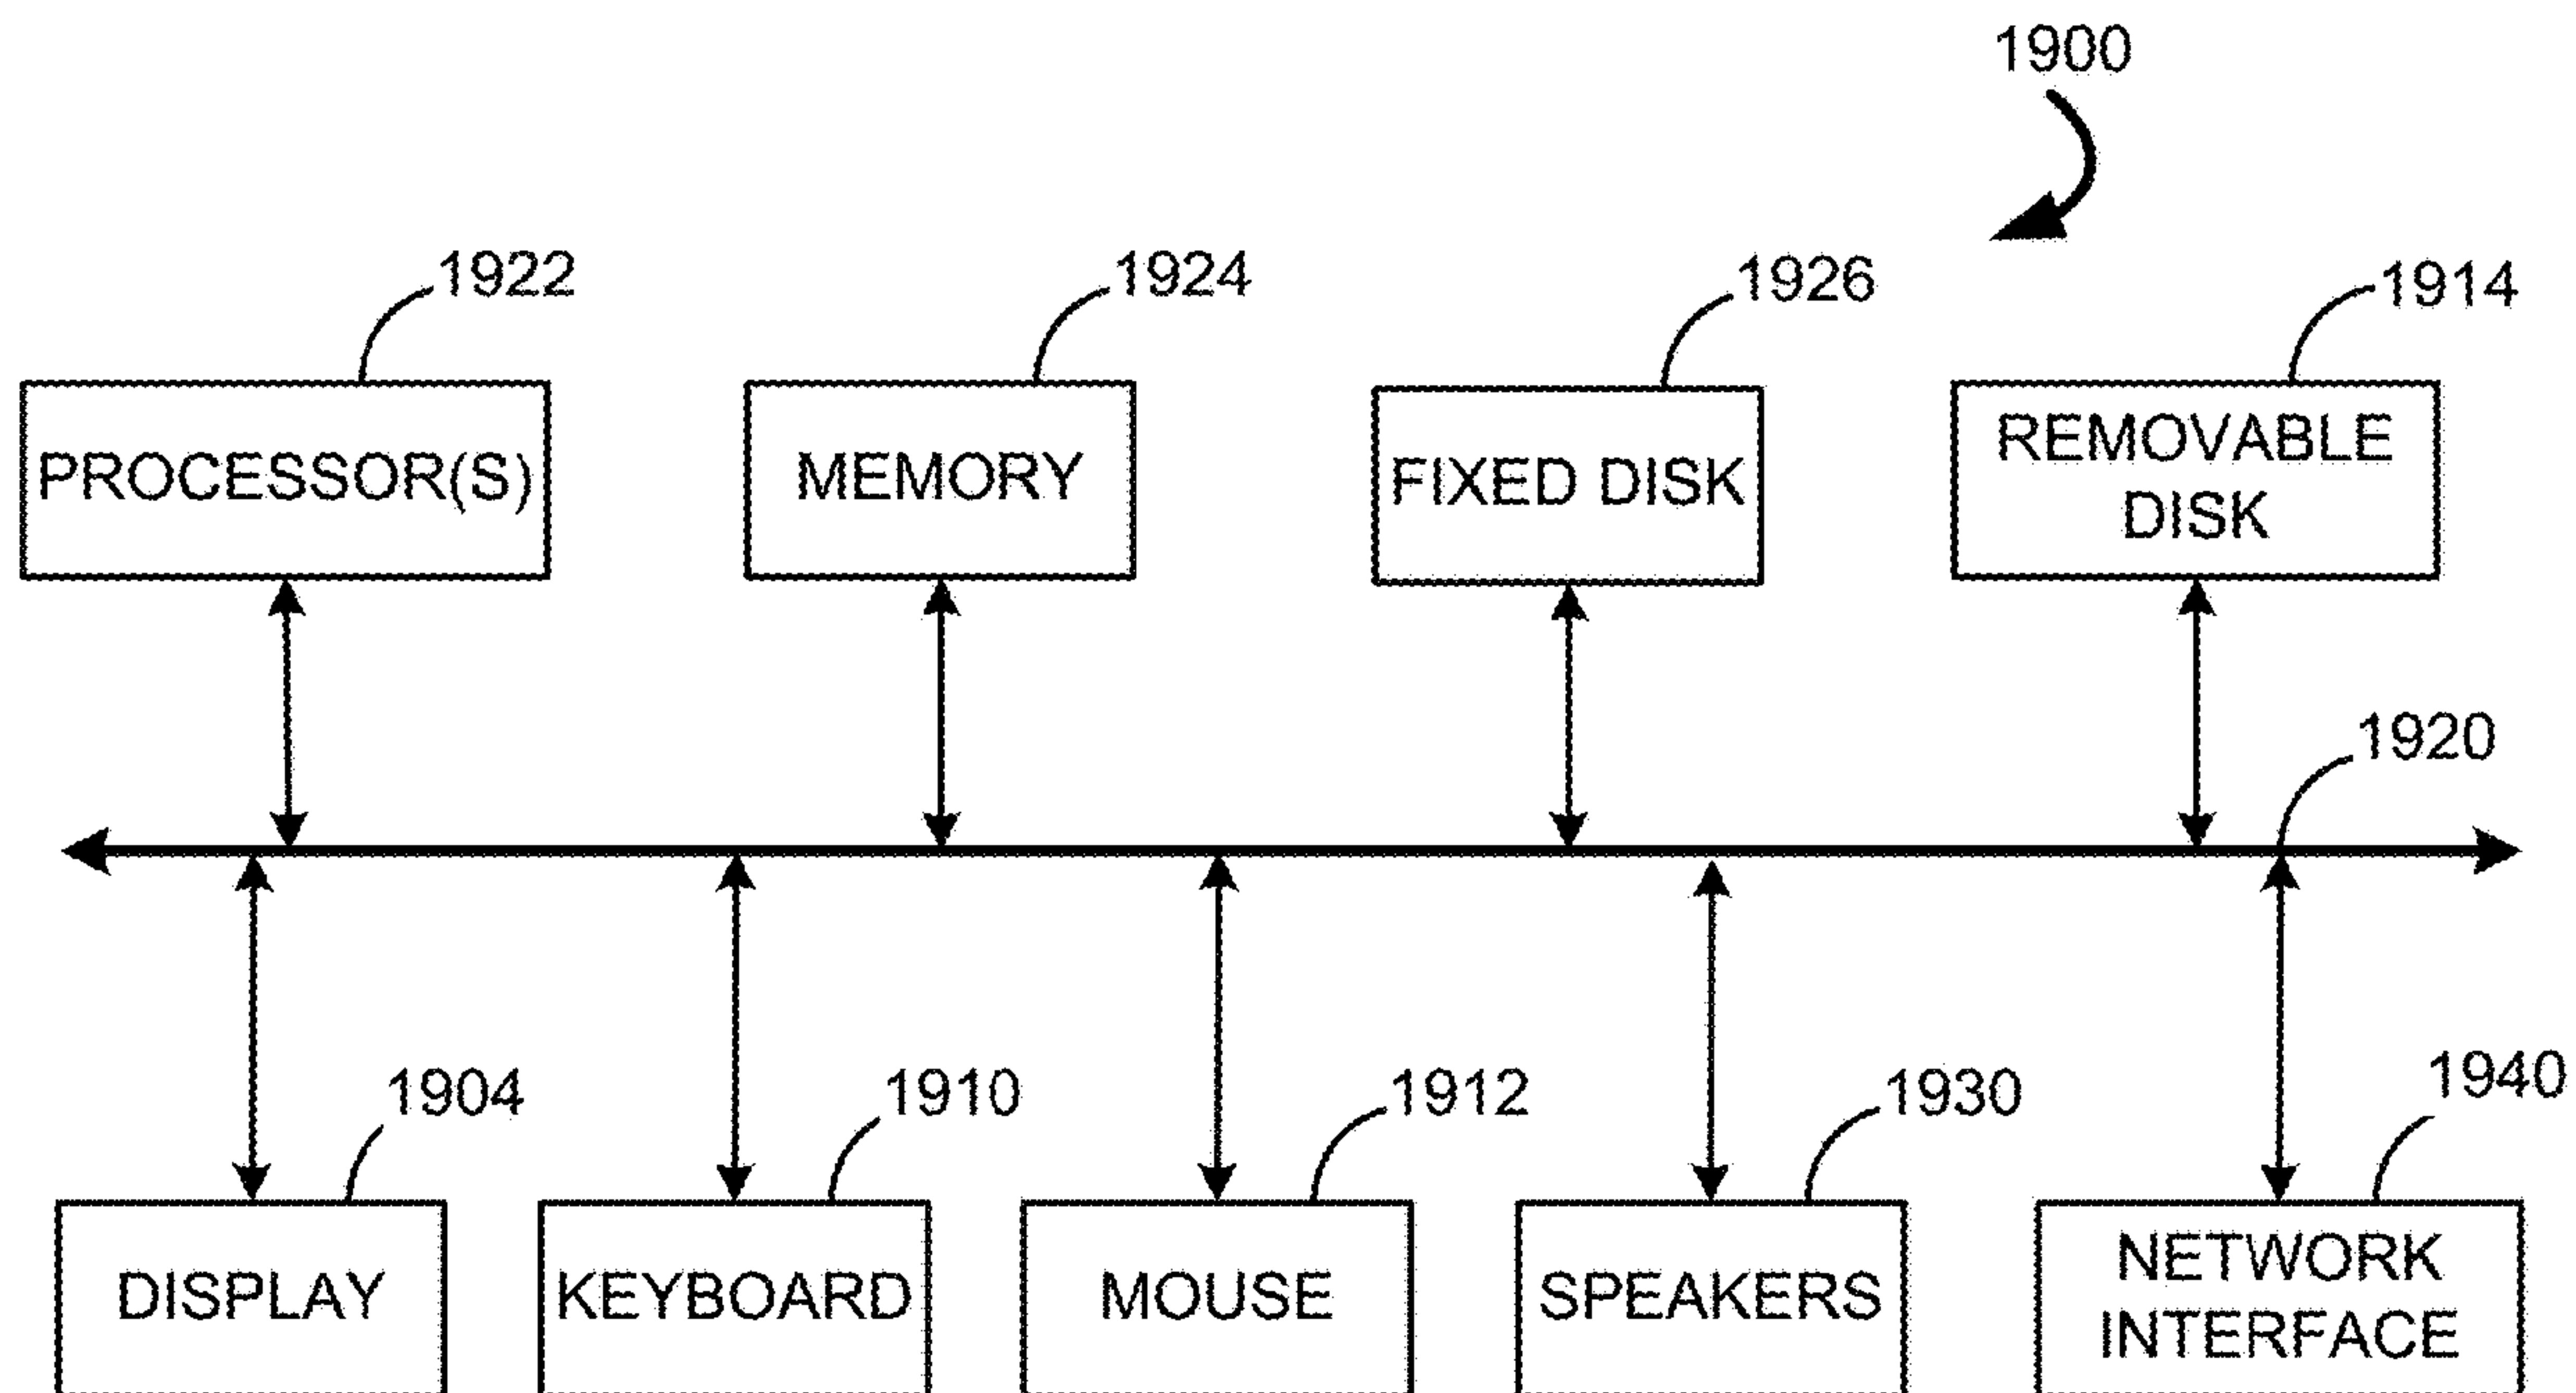 1900
1922
1924
1926
1914
PROCESSOR(S)
MEMORY
FIXED DISK
REMOVABLE
DISK
1920
1904
1910
1912
1930
1940
DISPLAY
KEYBOARD
MOUSE
SPEAKERS
NETWORK
INTERFACE